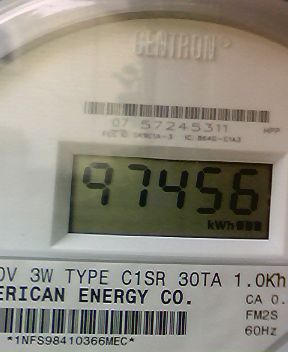 CENTRON®
07 57245311
97456
kWh
0V 3W TYPE C1SR 30TA 1.0Kh
ERICAN ENERGY CO.
CA 0.
FM2S
60Hz
*1NFS98410366MEC*